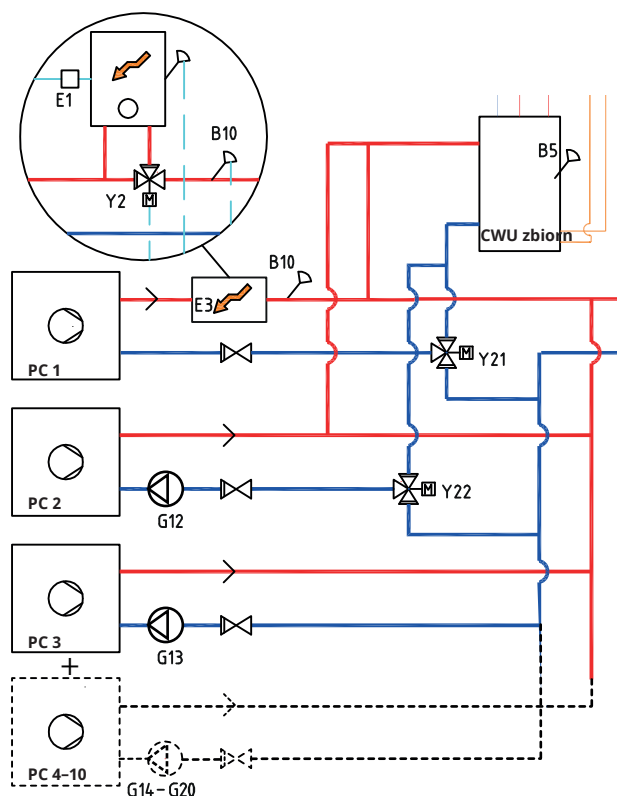 E1
B10
Y2
M
B5
CWU zbiorn
B10
E3
PC 1
M
Y21
PC 2
G12
M
Y22
PC 3
G13
+
PC 4–10
G14 – G20